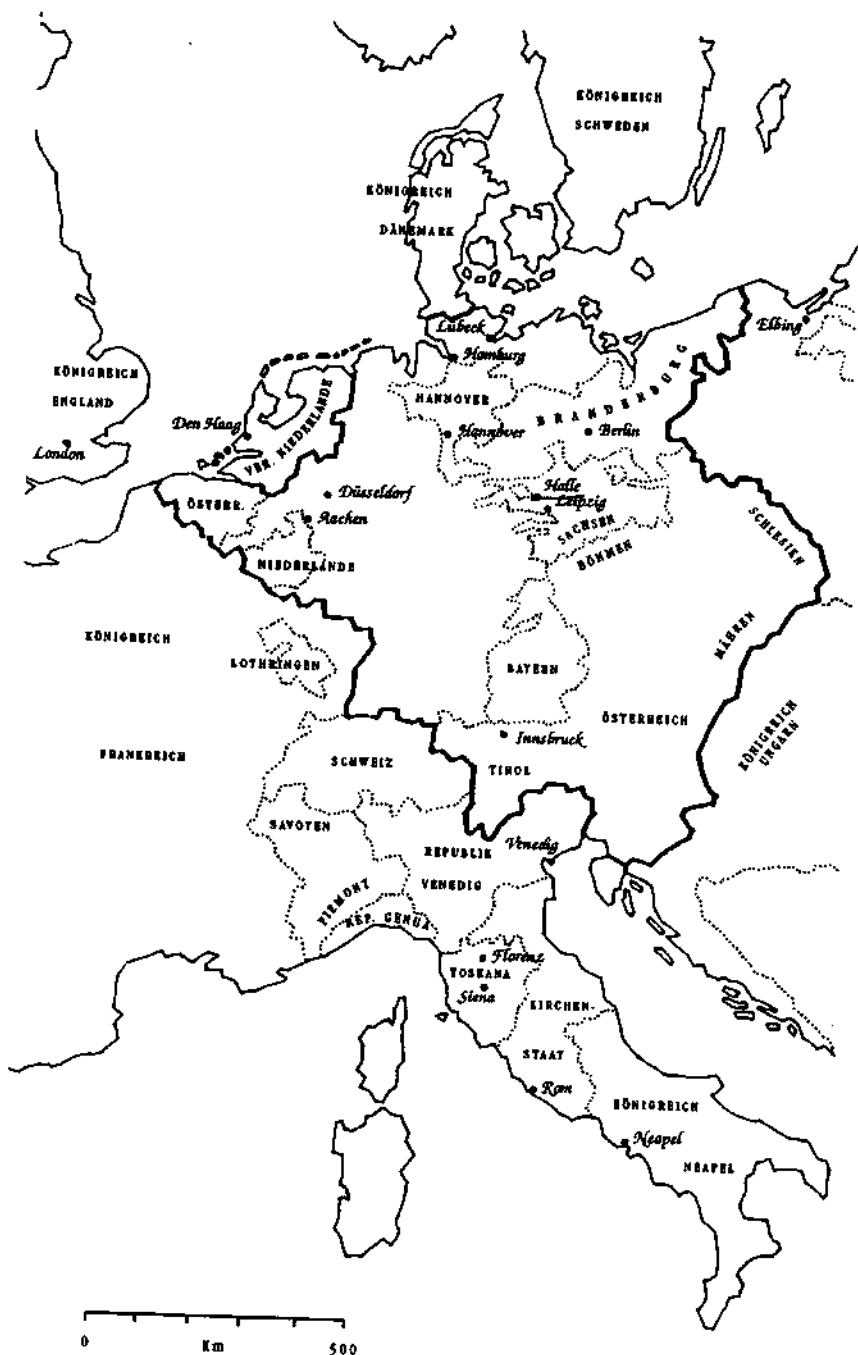 KÖNIGREICH
SCHWEDEN
KÖNIGREICH
DÄNEMARK
Lübeck
Elbing
Hamburg
KÖNIGREICH
ENGLAND
HANNOVER
BRANDERBURG
Den Haag
VER. NIEDERLANDE
Hannover
Berlin
London
Düsseldorf
Halle
ÖSTERR.
Leipzig
Aachen
SACHSEN
SCHLESIEN
BÖHMEN
NIEDERLANDE
KÖNIGREICH
MÄHREN
LOTHRINGEN
BAYERN
ÖSTERREICH
KÖNIGREICH
UNGARN
Innsbruck
FRANKREICH
SCHWEIZ
TIROL
SAVOYEN
REPUBLIK
Venedig
VENEDIG
PIEMONT
REP. GENUA
Florenz
TOSKANA
Siena
KIRCHEN-
STAAT
Rom
KÖNIGREICH
Neapel
NEAPEL
0
Km
500